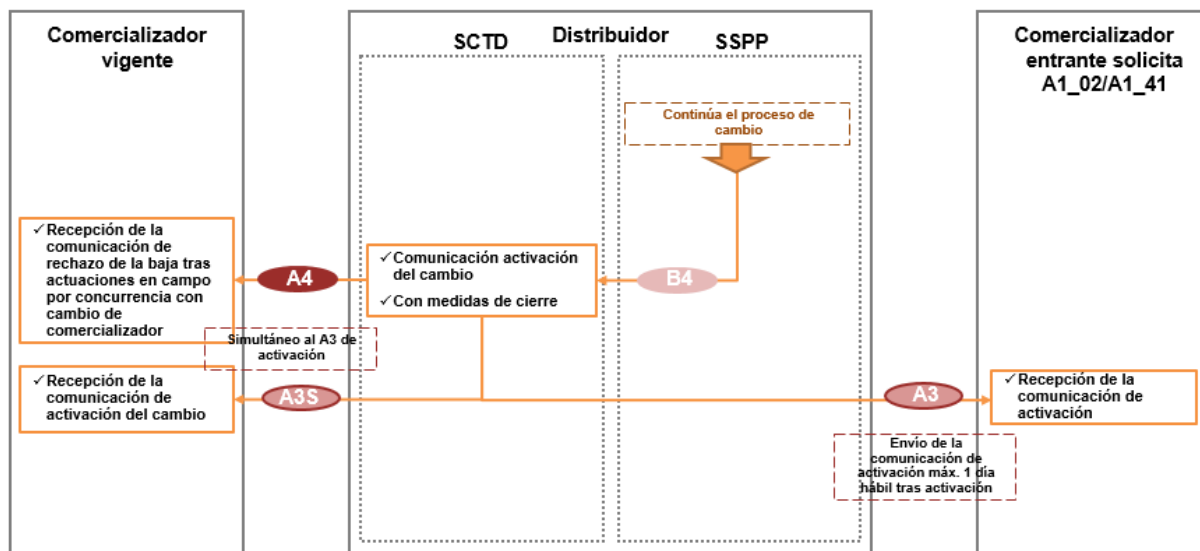 Comercializador
vigente
Distribuidor
SCTD
SSPP
Comercializador
entrante solicita
A1_02/A1_41
Continúa el proceso de
cambio
✓Recepción de la
comunicación de
rechazo de la baja tras
actuaciones en campo
por concurrencia con
cambio de
comercializador
A4
✓Comunicación activación
del cambio
✓Con medidas de cierre
B4
Simultáneo al A3 de
activación
✓Recepción de la
comunicación de
activación del cambio
A3S
A3
✓Recepción de la
comunicación de
activación
Envío de la
comunicación de
activación máx. 1 día
hábil tras activación